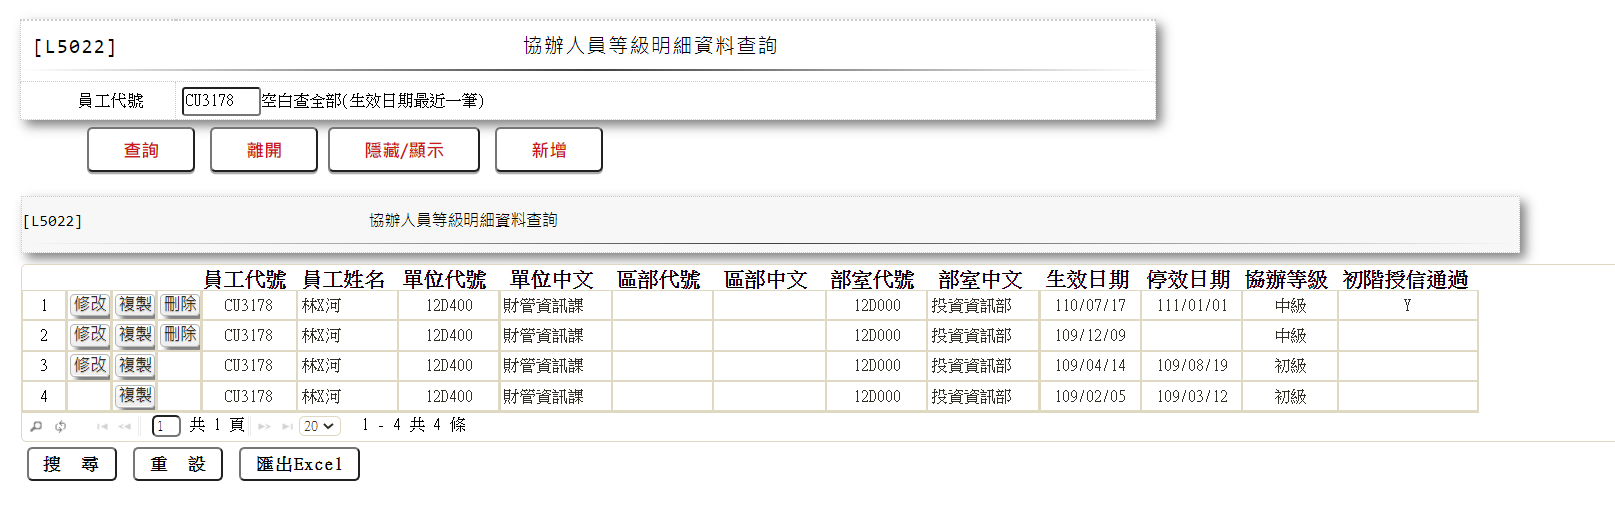 [L5022] 協辦人員等級明細資料查詢
員工代號 CU3178 空白查全部(生效日期最近一筆)
查詢 離開 隱藏/顯示 新增
[L5022] 協辦人員等級明細資料查詢
員工代號 員工姓名 單位代號 單位中文 區部代號 區部中文 部室代號 部室中文 生效日期 停效日期 協辦等級 初階授信通過
1 修改 複製 刪除 CU3178 林X河 12D400 財管資訊課 12D000 投資資訊部 110/07/17 111/01/01 中級 Y
2 修改 複製 刪除 CU3178 林X河 12D400 財管資訊課 12D000 投資資訊部 109/12/09 中級
3 修改 複製 CU3178 林X河 12D400 財管資訊課 12D000 投資資訊部 109/04/14 109/08/19 初級
4 複製 CU3178 林X河 12D400 財管資訊課 12D000 投資資訊部 109/02/05 109/03/12 初級
1 共 1 頁 20 1 - 4 共 4 條
搜 尋 重 設 匯出Excel